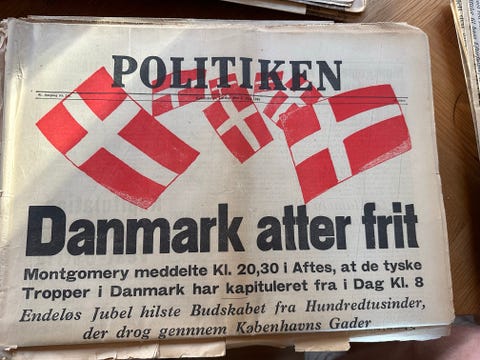 POLITIKEN
Danmark atter frit
Montgomery meddelte Kl. 20,30 i Aftes, at de tyske
Tropper i Danmark har kapituleret fra i Dag Kl. 8
Endeløs Jubel hilste Budskabet fra Hundredtusinder,
der drog gennnem Københavns Gader